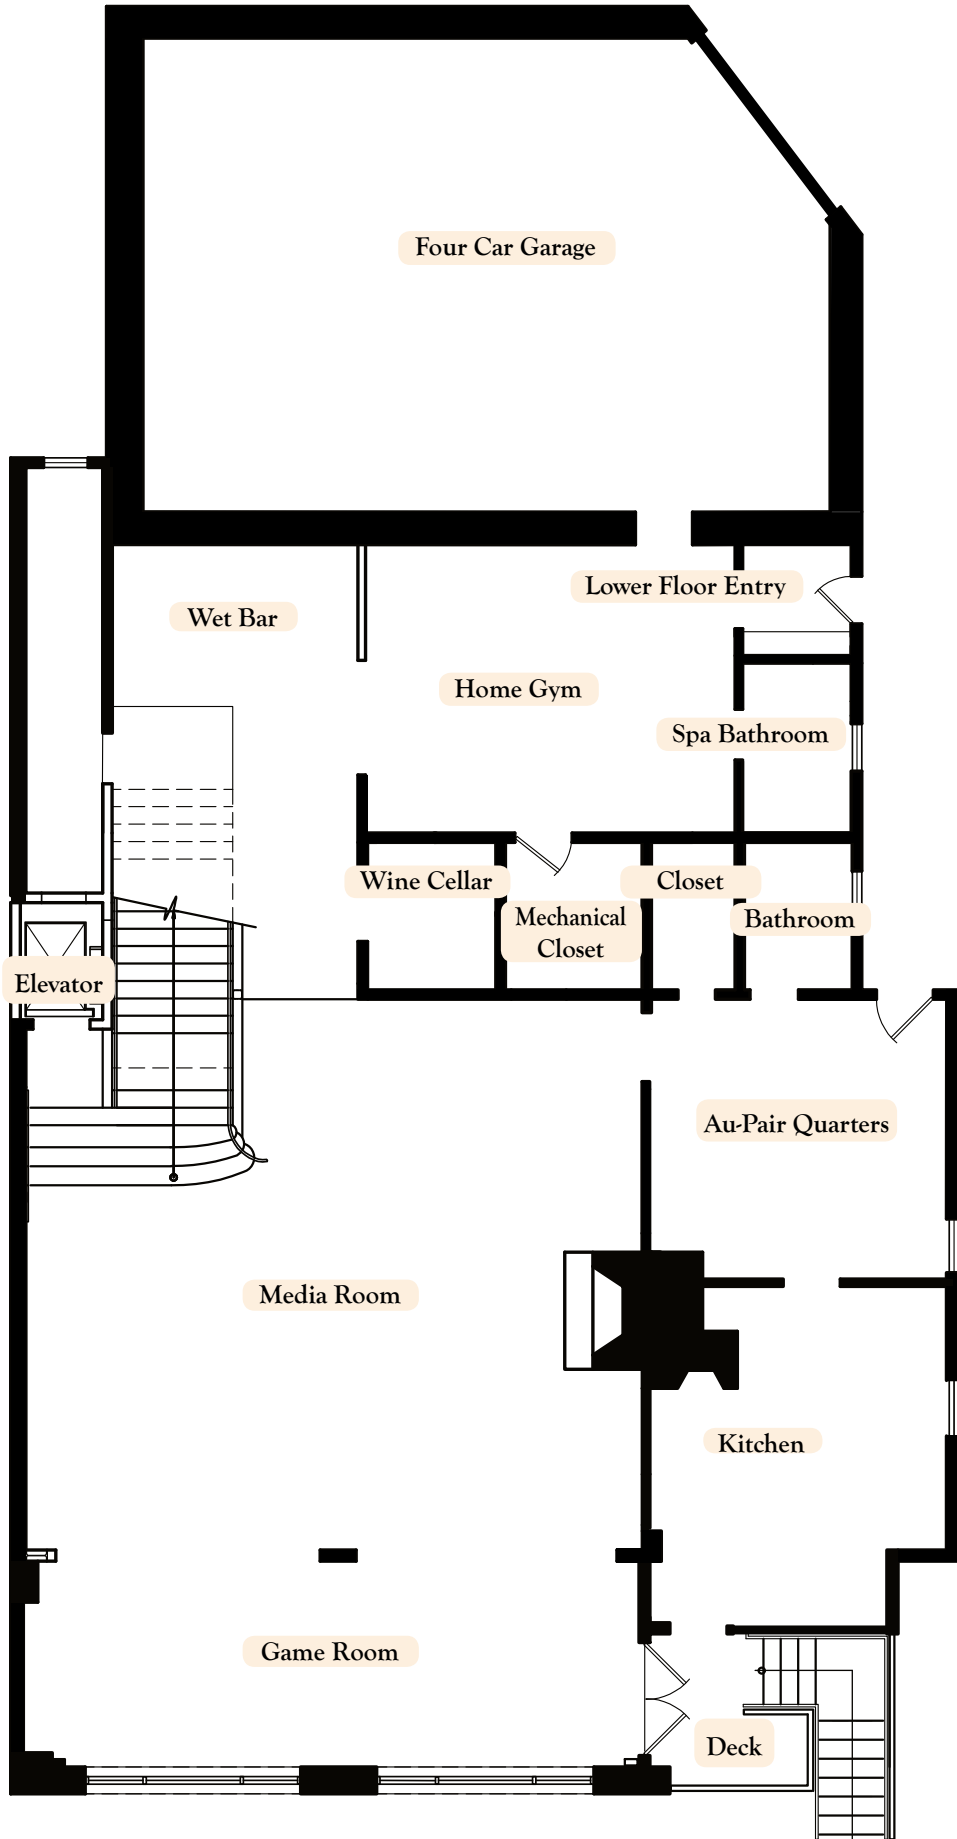 Four Car Garage
Lower Floor Entry
Wet Bar
Home Gym
Spa Bathroom
Wine Cellar
Closet
Mechanical
Closet
Bathroom
Elevator
Au-Pair Quarters
Media Room
Kitchen
Game Room
Deck